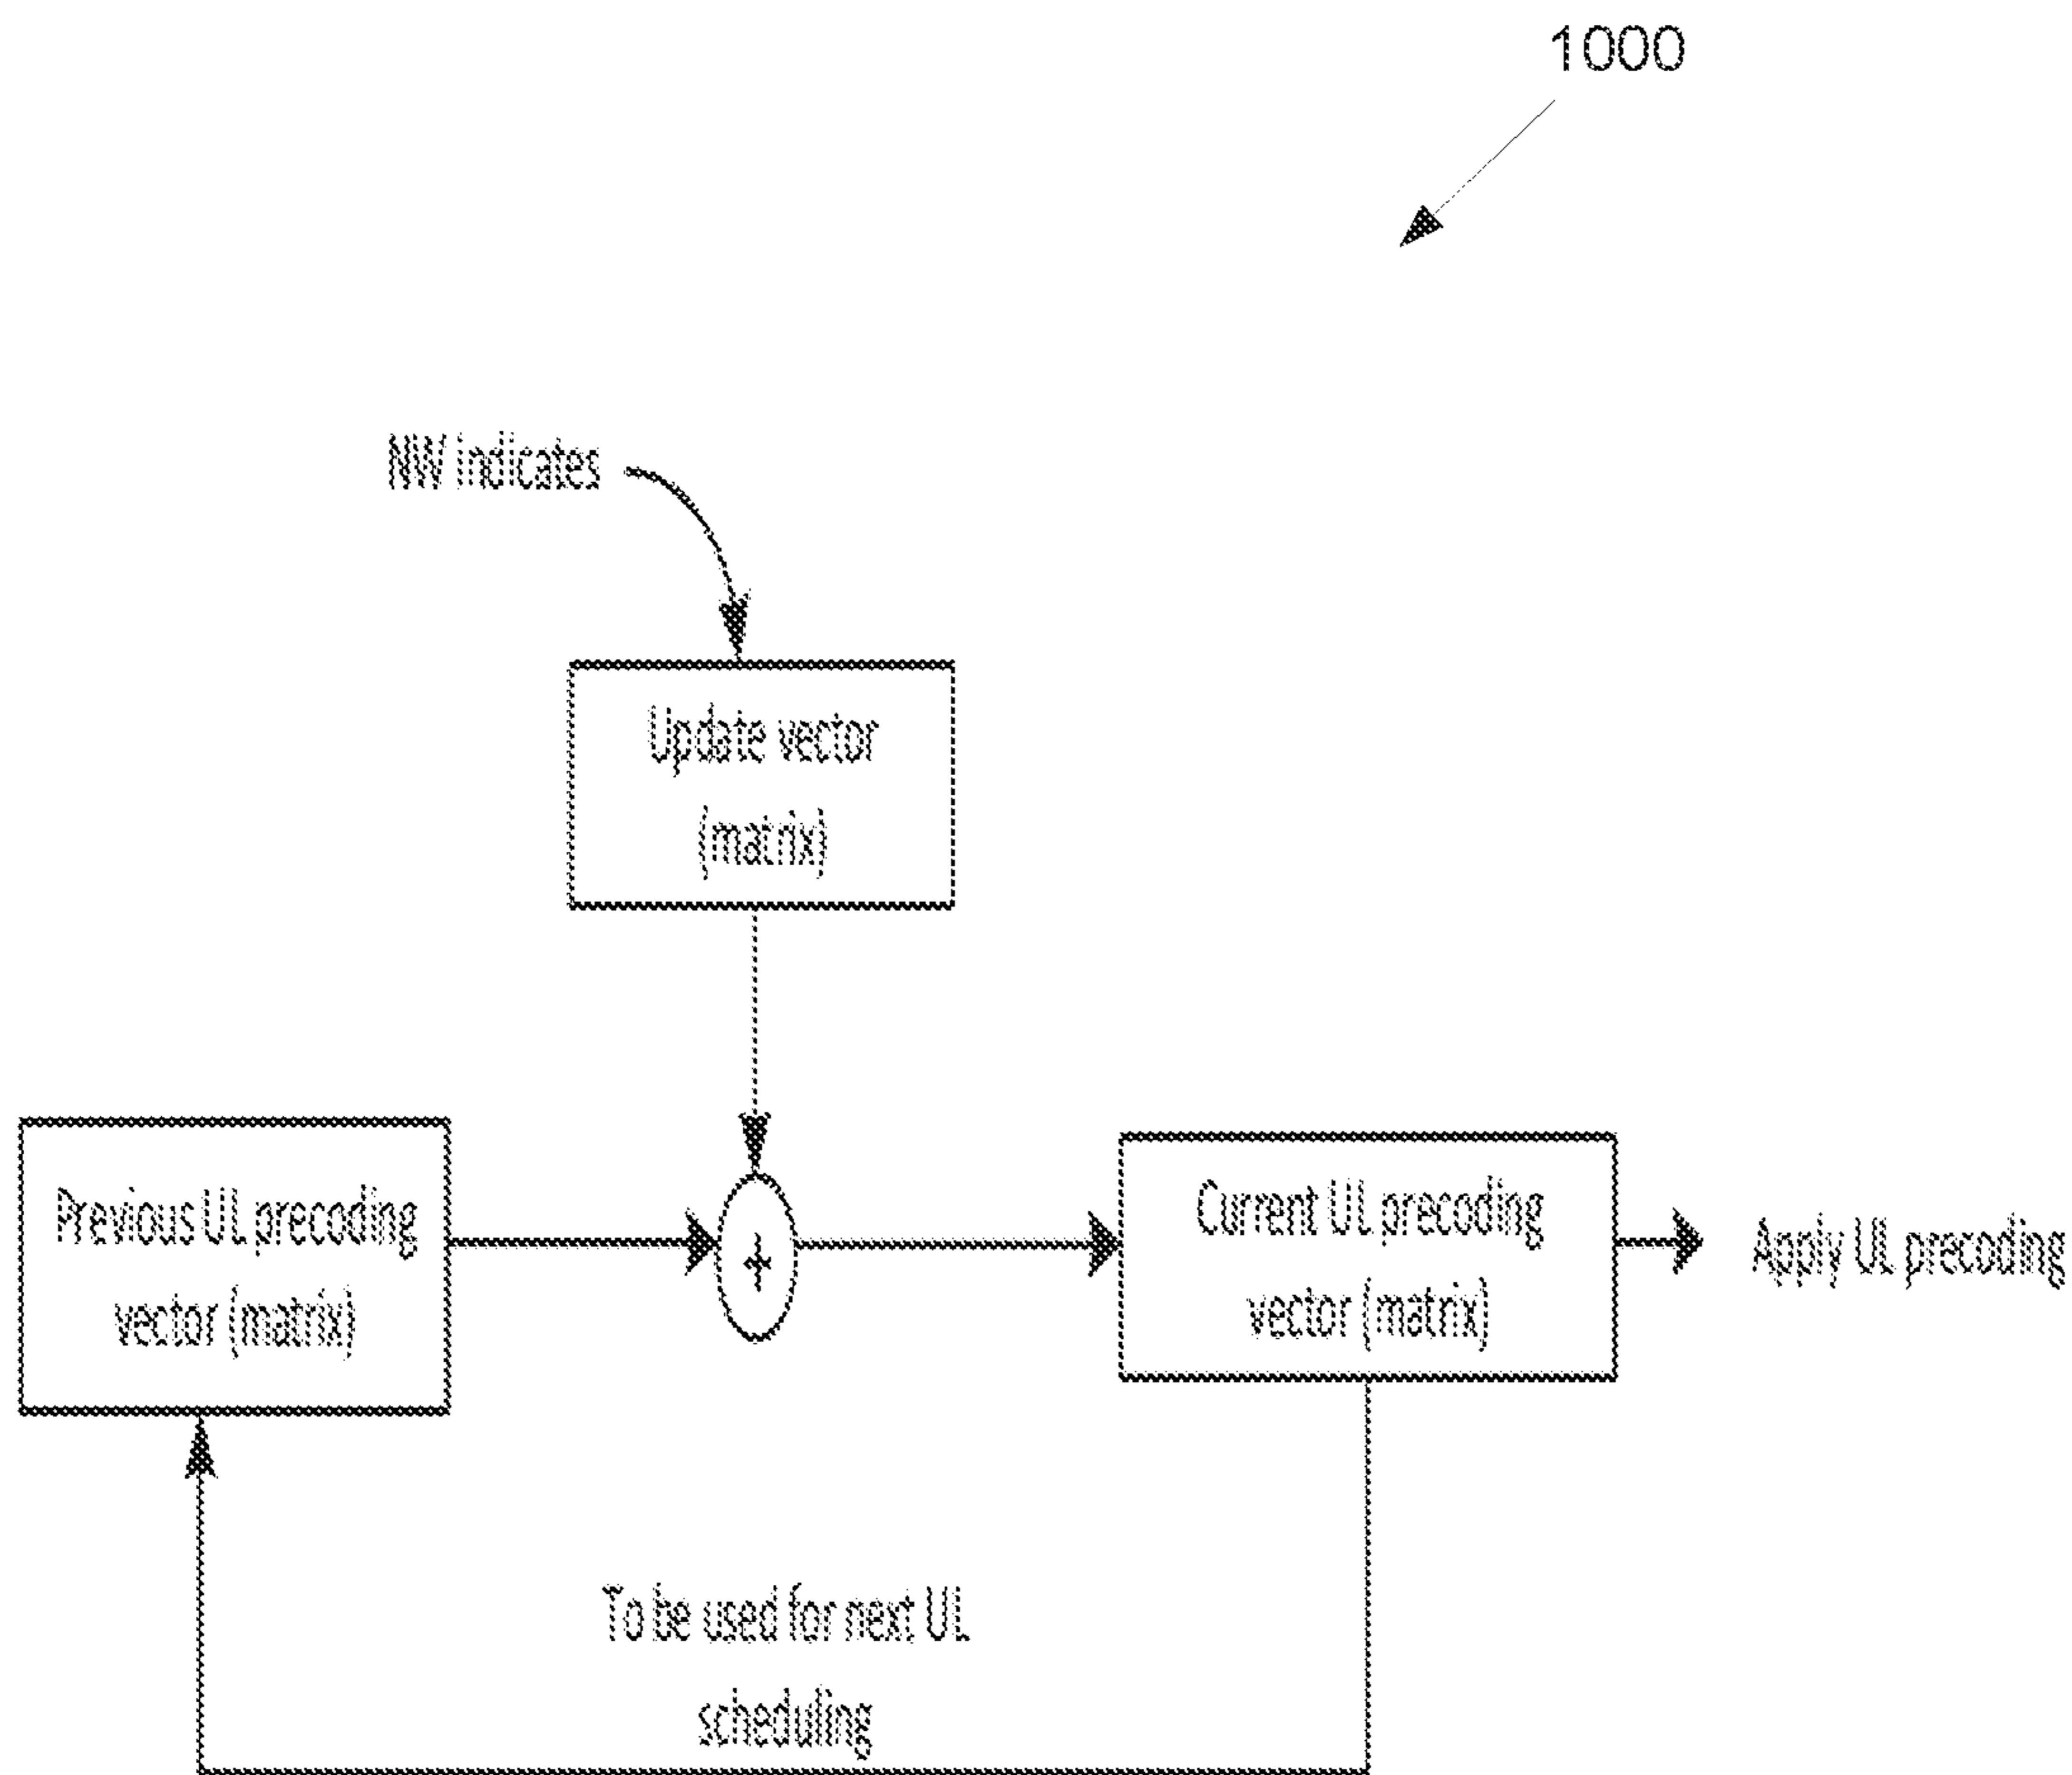 1000
NW indicates
Update vector
(matrix)
Previous UL precoding
vector (matrix)
+
Current UL precoding
vector (matrix)
Apply UL precoding
To be used for next UL
scheduling